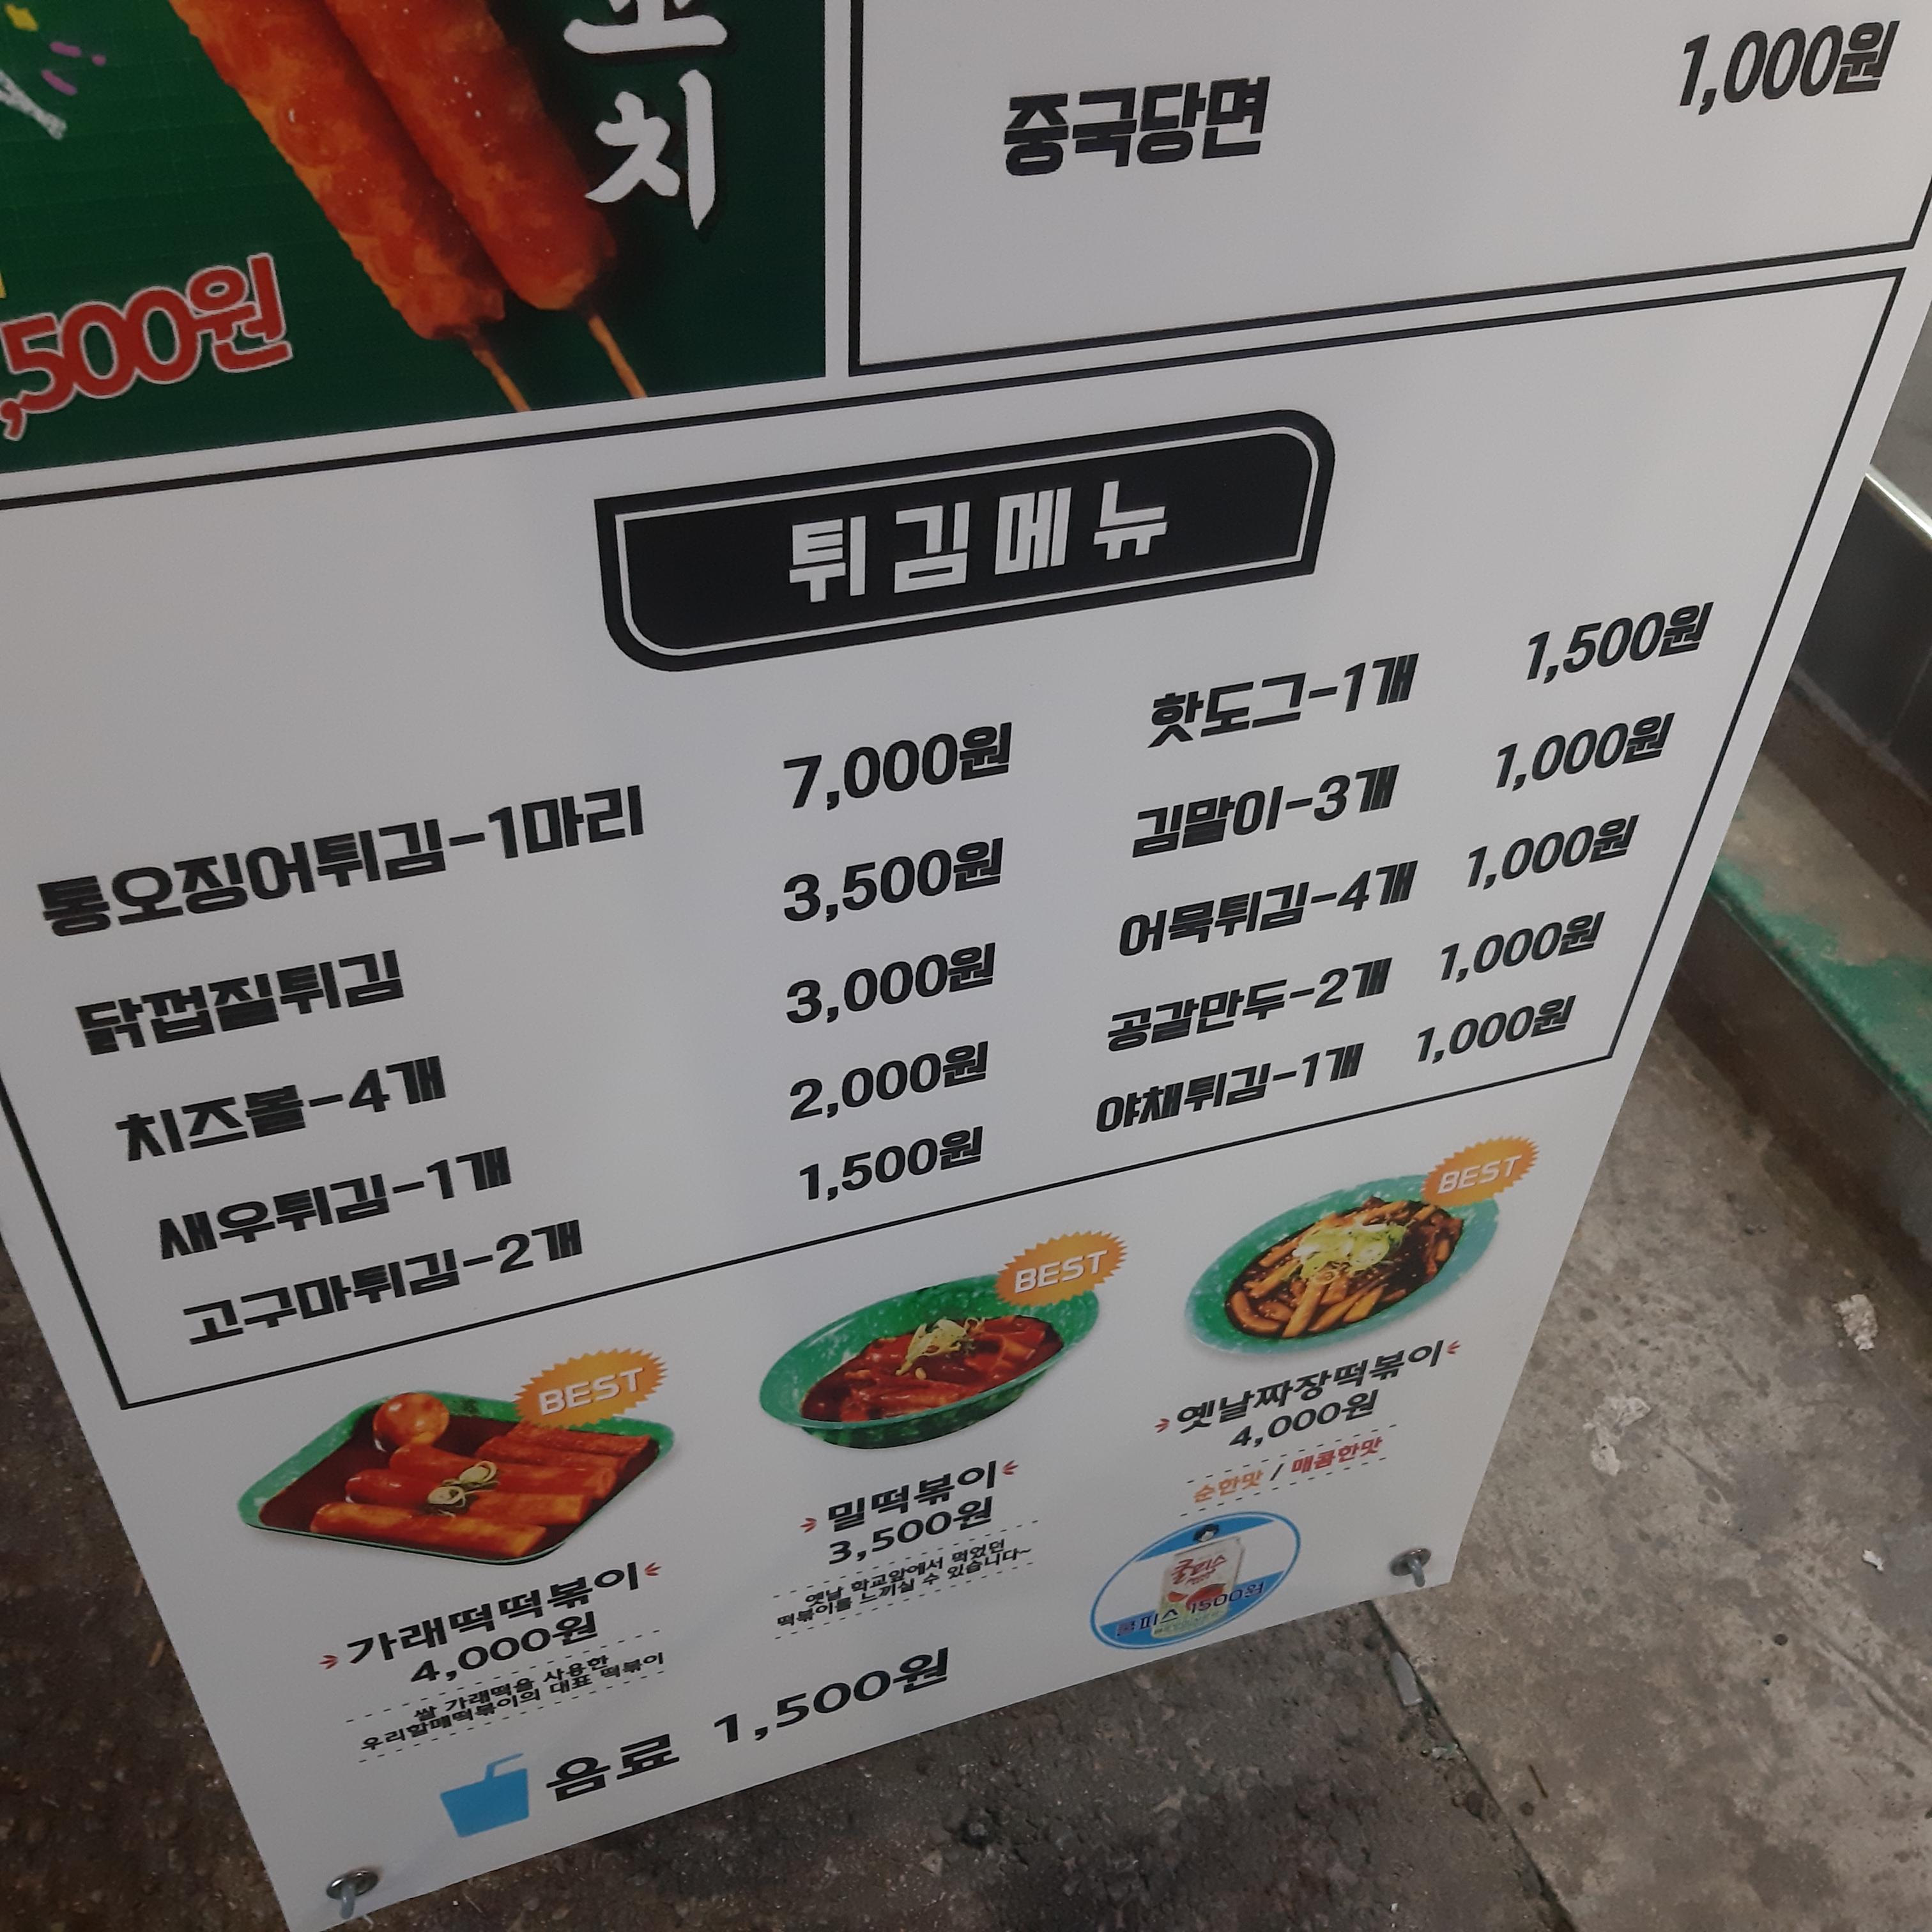 꼬
치
,500원
중국당면 1,000원
튀김메뉴
통오징어튀김-1마리 7,000원
닭껍질튀김 3,500원
치즈볼-4개 3,000원
새우튀김-1개 2,000원
고구마튀김-2개 1,500원
핫도그-1개 1,500원
김말이-3개 1,000원
어묵튀김-4개 1,000원
공갈만두-2개 1,000원
야채튀김-1개 1,000원
BEST
가래떡떡볶이
4,000원
쌀 가래떡을 사용한
우리할매떡볶이의 대표 떡볶이
BEST
밀떡볶이
3,500원
옛날 학교앞에서 먹었던
떡볶이를 느끼실 수 있습니다~
BEST
옛날짜장떡볶이
4,000원
순한맛 / 매콤한맛
쿨피스
쿨피스 1500원
음료 1,500원